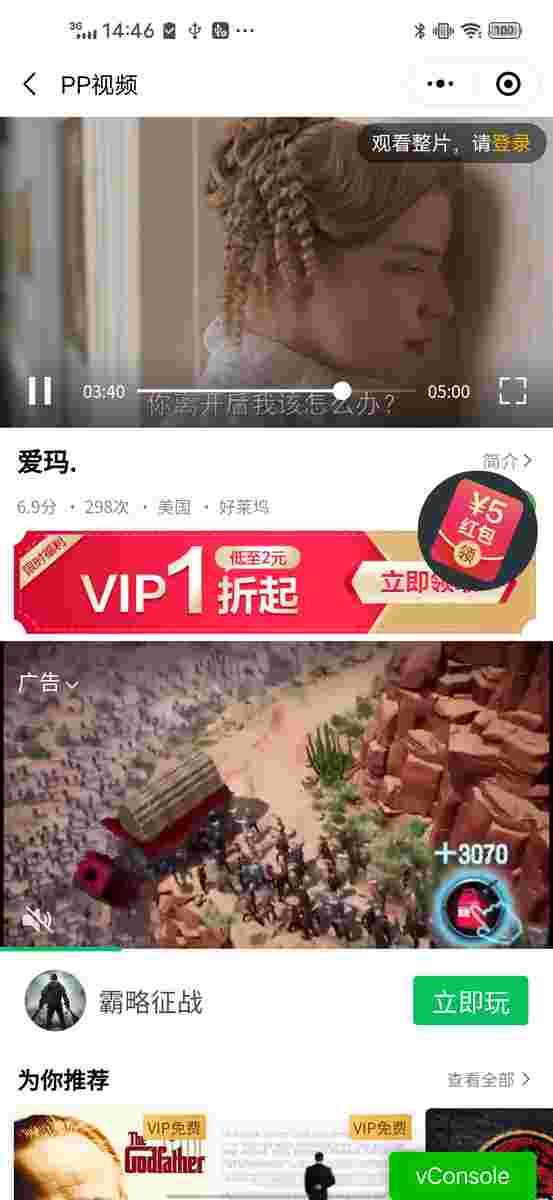 3G 14:46 100
PP视频
观看整片，请登录
03:40 05:00
你离开后我该怎么办？
爱玛.
简介
6.9分 · 298次 · 美国 · 好莱坞
¥5
红包
领
限时福利
VIP1折起
低至2元
立即领
广告
+3070
霸略征战
立即玩
为你推荐
查看全部
VIP免费
VIP免费
The
Godfather
vConsole